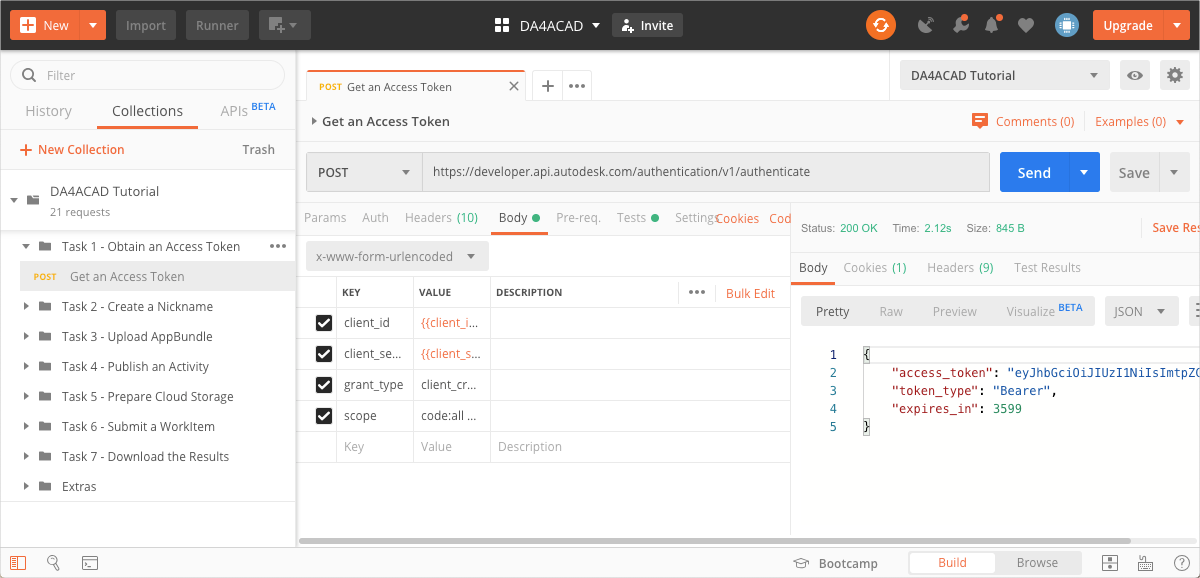 New
Import
Runner
DA4ACAD
Invite
Upgrade
Filter
History
Collections
APIs BETA
New Collection
Trash
DA4ACAD Tutorial
21 requests
Task 1 - Obtain an Access Token
POST Get an Access Token
Task 2 - Create a Nickname
Task 3 - Upload AppBundle
Task 4 - Publish an Activity
Task 5 - Prepare Cloud Storage
Task 6 - Submit a WorkItem
Task 7 - Download the Results
Extras
POST Get an Access Token
DA4ACAD Tutorial
Get an Access Token
Comments (0)
Examples (0)
POST
https://developer.api.autodesk.com/authentication/v1/authenticate
Send
Save
Params Auth Headers (10) Body Pre-req. Tests Settings Cookies Cod
x-www-form-urlencoded
KEY VALUE DESCRIPTION
Bulk Edit
client_id {{client_i...
client_se... {{client_s...
grant_type client_cr...
scope code:all ...
Key Value Description
Status: 200 OK Time: 2.12s Size: 845 B
Save Res
Body Cookies (1) Headers (9) Test Results
Pretty Raw Preview Visualize BETA JSON
1 {
2 "access_token": "eyJhbGciOiJIUzI1NiIsImtpZC
3 "token_type": "Bearer",
4 "expires_in": 3599
5 }
Bootcamp
Build
Browse